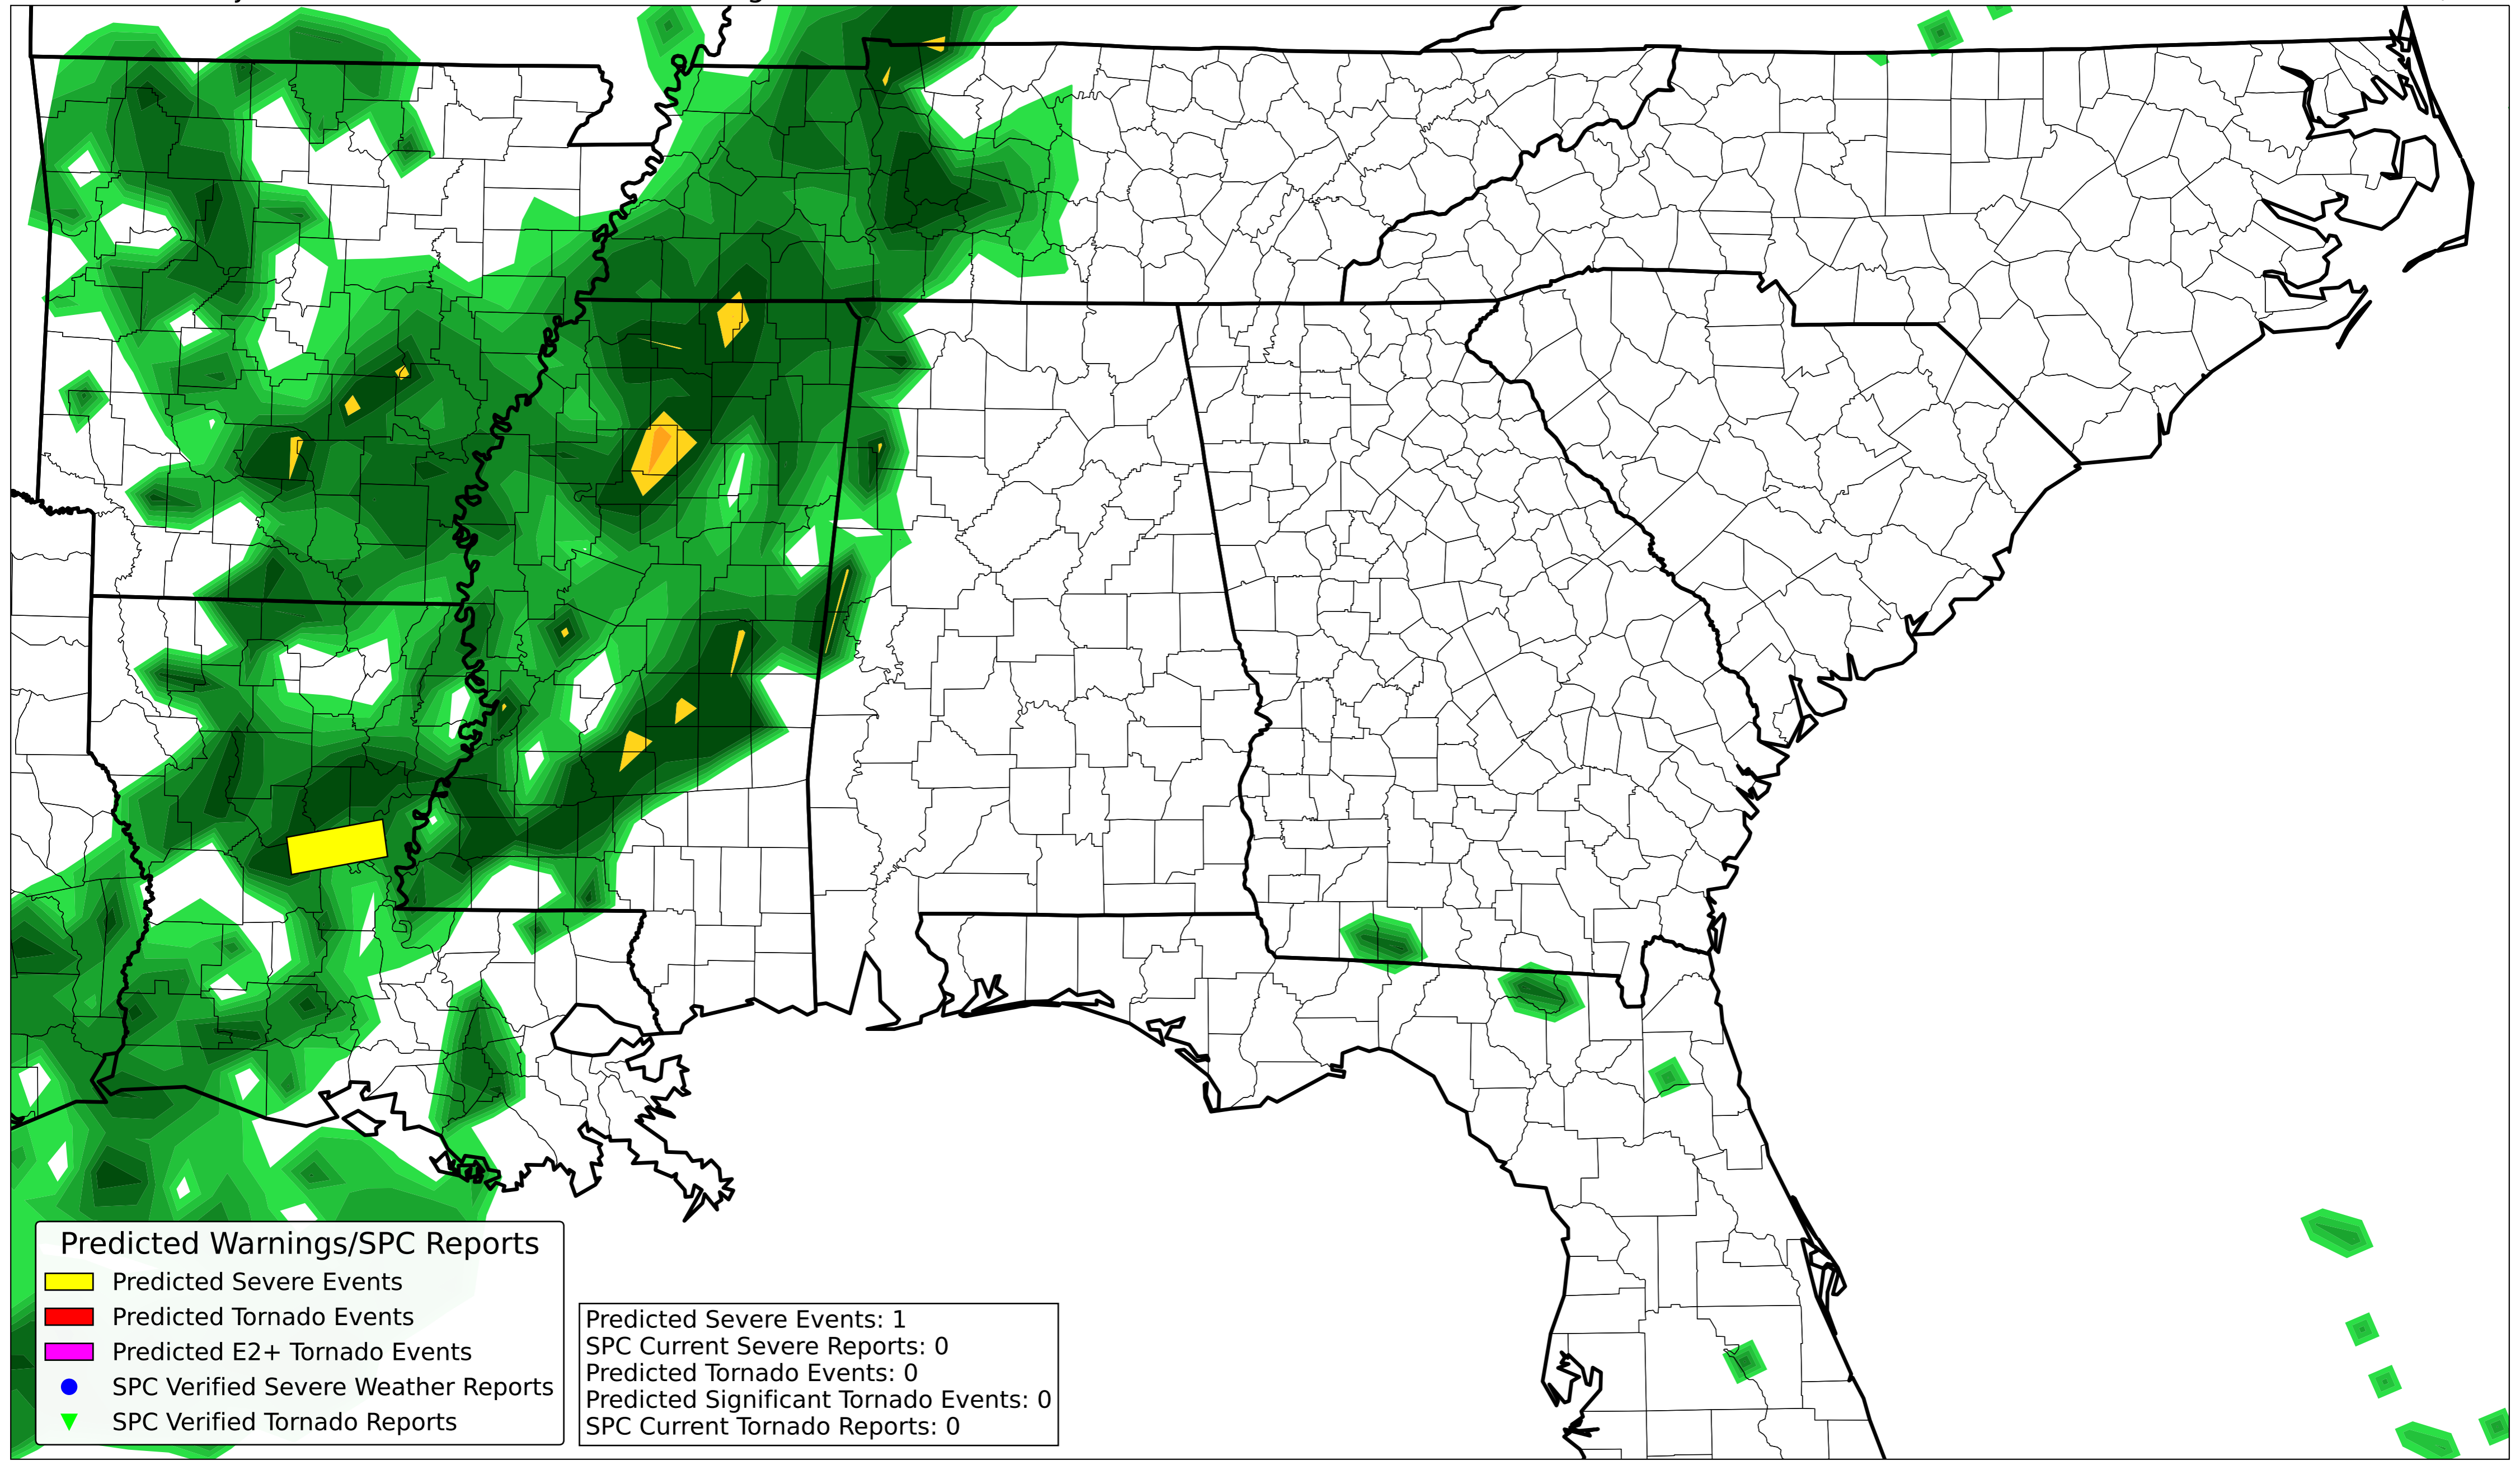 Predicted Warnings/SPC Reports
Predicted Severe Events
Predicted Tornado Events
Predicted E2+ Tornado Events
SPC Verified Severe Weather Reports
SPC Verified Tornado Reports
Predicted Severe Events: 1
SPC Current Severe Reports: 0
Predicted Tornado Events: 0
Predicted Significant Tornado Events: 0
SPC Current Tornado Reports: 0